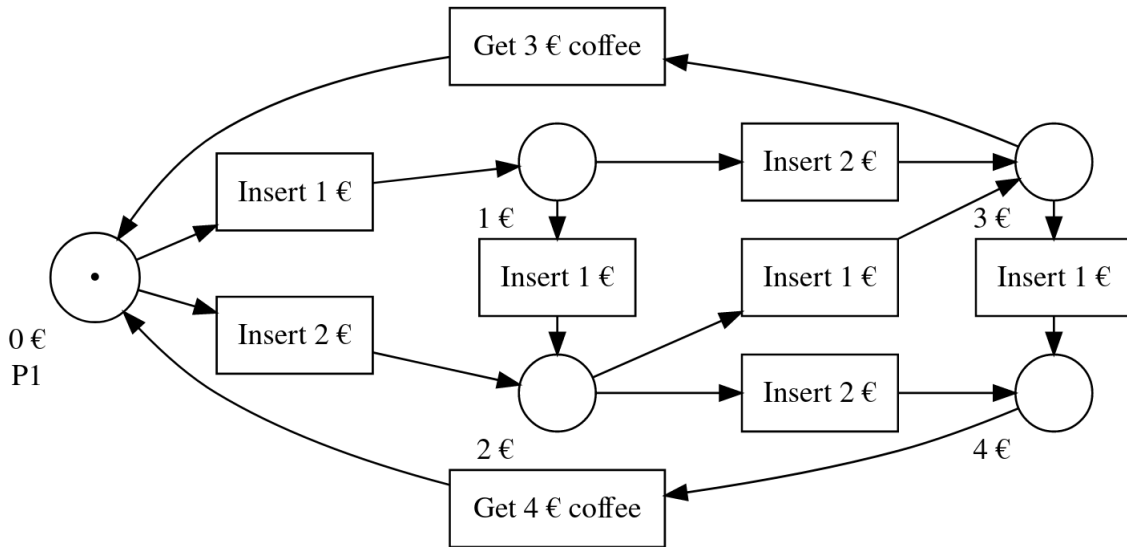 Get 3 € coffee
Insert 1 €
Insert 2 €
1 €
3 €
Insert 1 €
Insert 1 €
Insert 1 €
0 €
P1
Insert 2 €
Insert 2 €
2 €
4 €
Get 4 € coffee